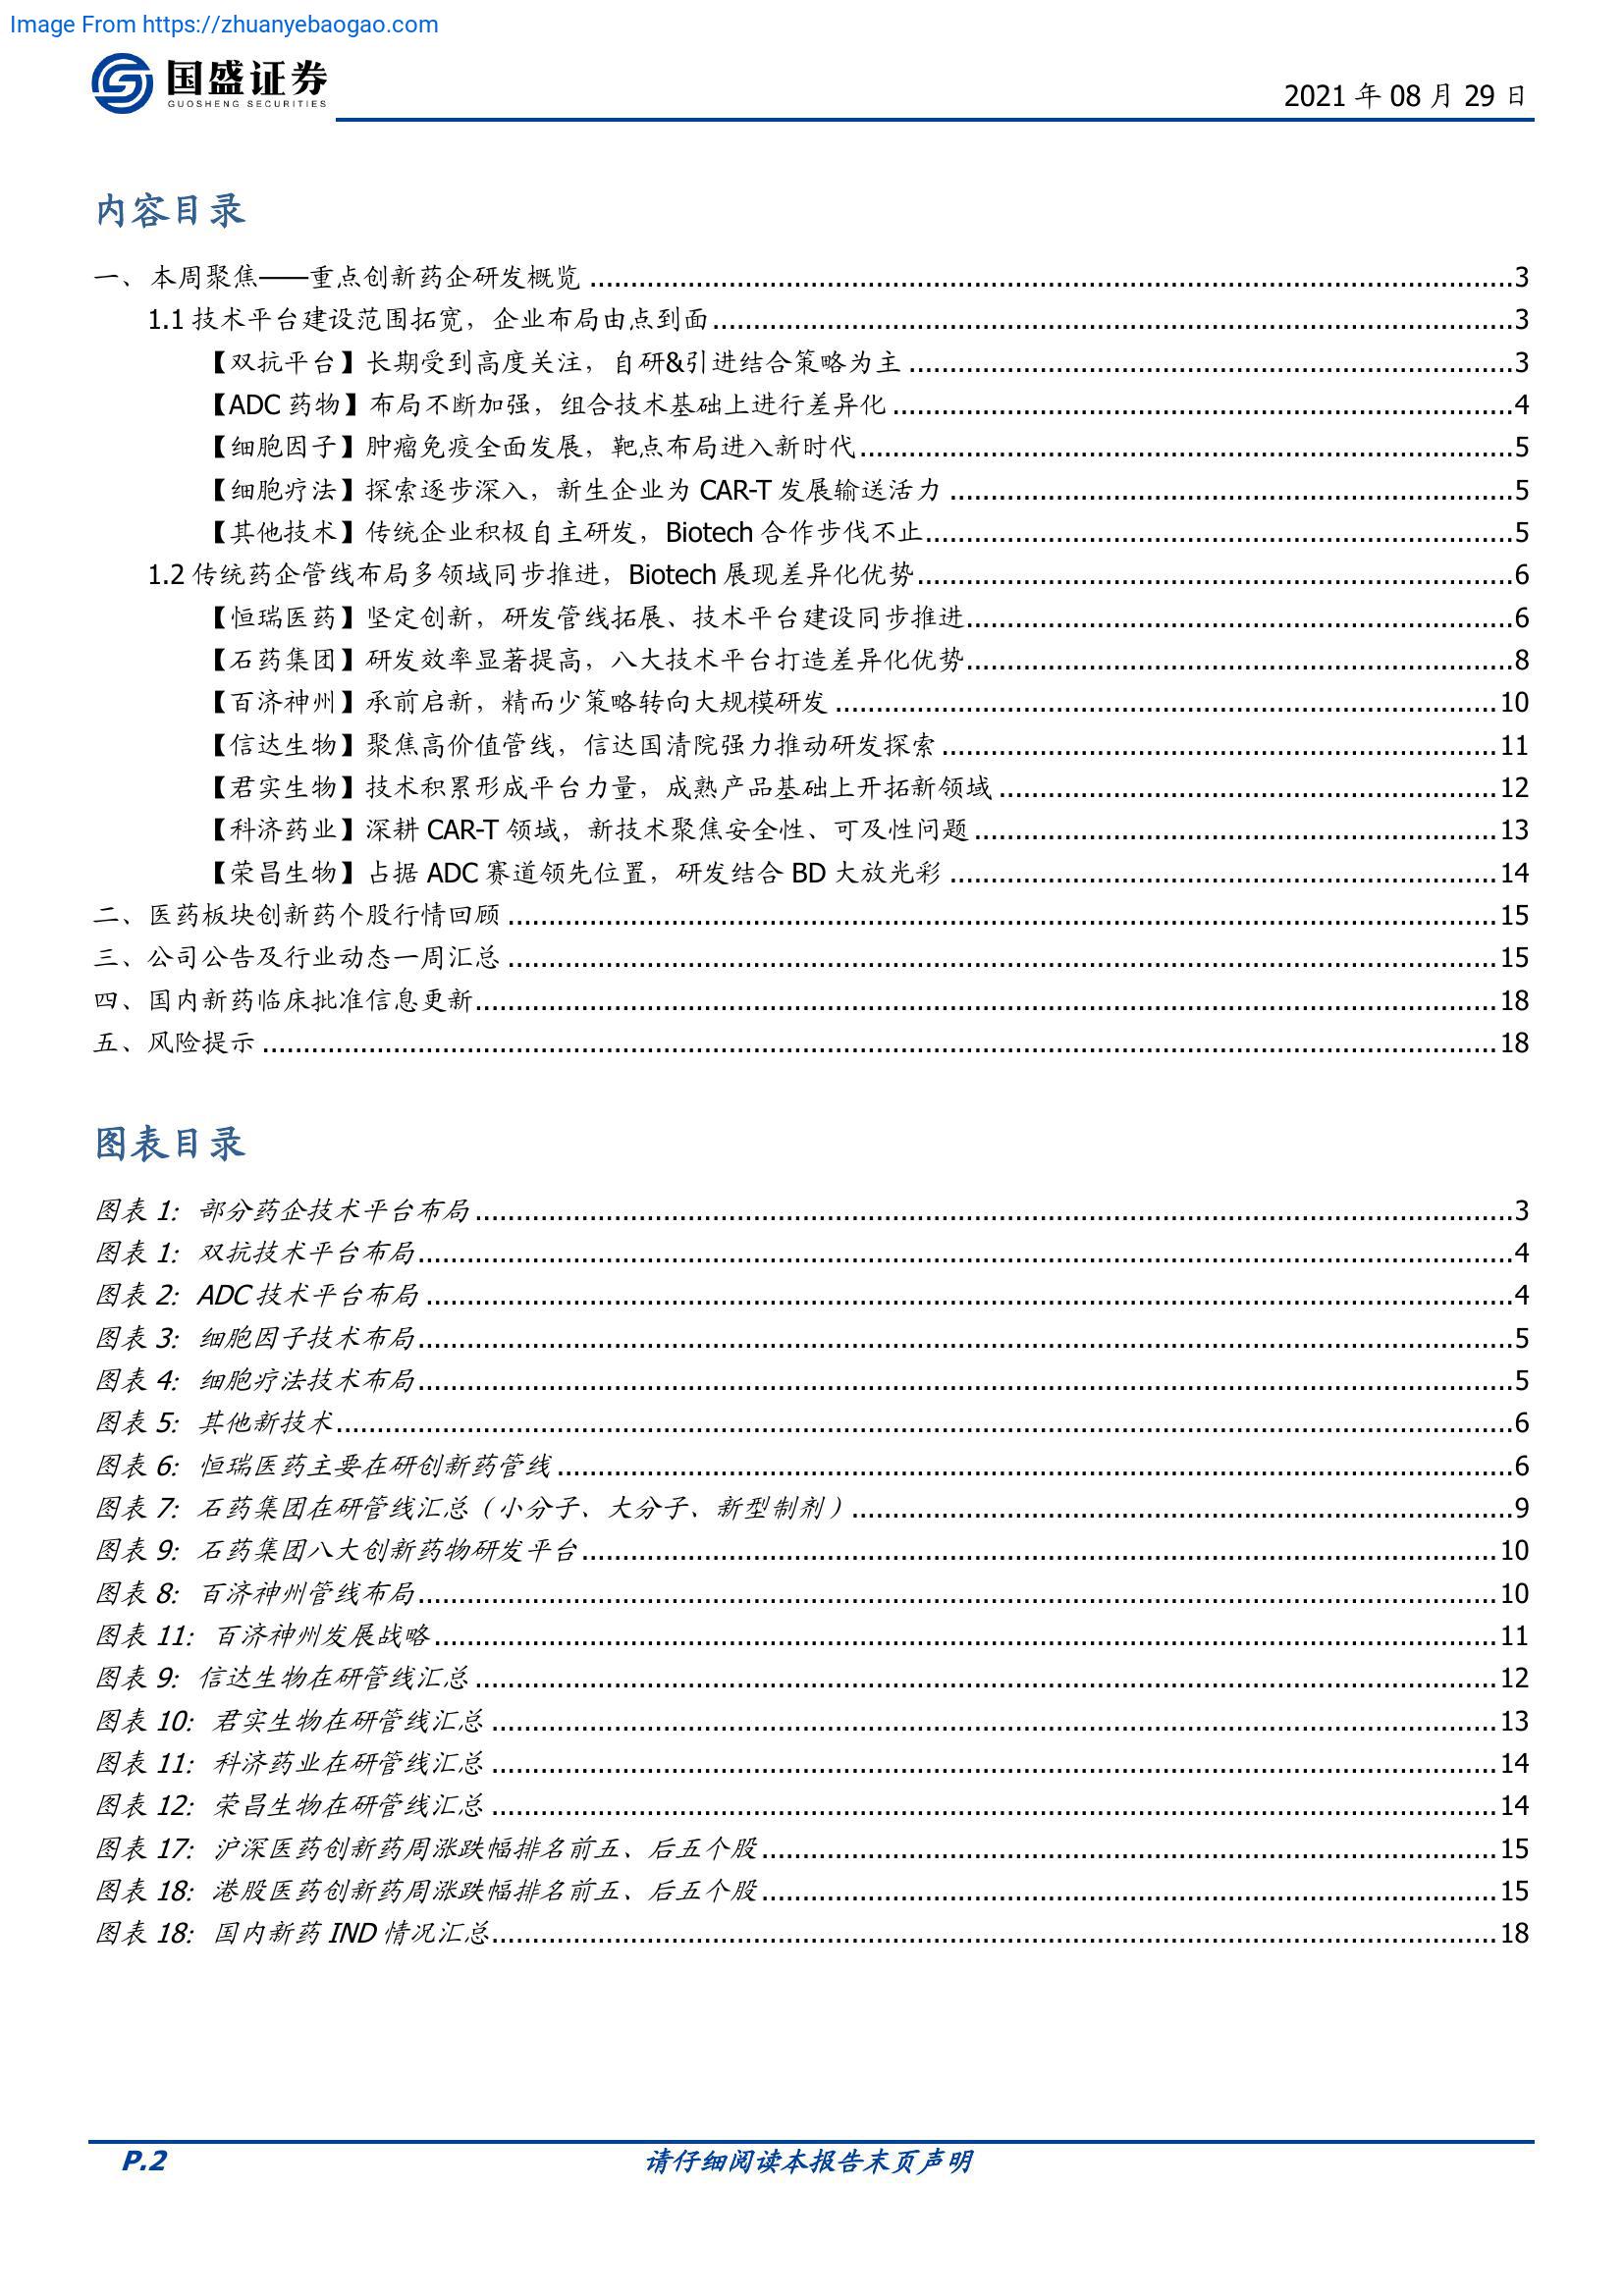 Image From https://zhuanyebaogao.com
国盛证券
GUOSHENG SECURITIES
2021 年 08 月 29 日
内容目录
一、 本周聚焦——重点创新药企研发概览 3
1.1 技术平台建设范围拓宽，企业布局由点到面 3
【双抗平台】长期受到高度关注，自研&引进结合策略为主 3
【ADC 药物】布局不断加强，组合技术基础上进行差异化 4
【细胞因子】肿瘤免疫全面发展，靶点布局进入新时代 5
【细胞疗法】探索逐步深入，新生企业为 CAR-T 发展输送活力 5
【其他技术】传统企业积极自主研发，Biotech 合作步伐不止 5
1.2 传统药企管线布局多领域同步推进，Biotech 展现差异化优势 6
【恒瑞医药】坚定创新，研发管线拓展、技术平台建设同步推进 6
【石药集团】研发效率显著提高，八大技术平台打造差异化优势 8
【百济神州】承前启新，精而少策略转向大规模研发 10
【信达生物】聚焦高价值管线，信达国清院强力推动研发探索 11
【君实生物】技术积累形成平台力量，成熟产品基础上开拓新领域 12
【科济药业】深耕 CAR-T 领域，新技术聚焦安全性、可及性问题 13
【荣昌生物】占据 ADC 赛道领先位置，研发结合 BD 大放光彩 14
二、医药板块创新药个股行情回顾 15
三、公司公告及行业动态一周汇总 15
四、国内新药临床批准信息更新 18
五、风险提示 18
图表目录
图表 1：部分药企技术平台布局 3
图表 1：双抗技术平台布局 4
图表 2：ADC 技术平台布局 4
图表 3：细胞因子技术布局 5
图表 4：细胞疗法技术布局 5
图表 5：其他新技术 6
图表 6：恒瑞医药主要在研创新药管线 6
图表 7：石药集团在研管线汇总（小分子、大分子、新型制剂） 9
图表 9：石药集团八大创新药物研发平台 10
图表 8：百济神州管线布局 10
图表 11：百济神州发展战略 11
图表 9：信达生物在研管线汇总 12
图表 10：君实生物在研管线汇总 13
图表 11：科济药业在研管线汇总 14
图表 12：荣昌生物在研管线汇总 14
图表 17：沪深医药创新药周涨跌幅排名前五、后五个股 15
图表 18：港股医药创新药周涨跌幅排名前五、后五个股 15
图表 18：国内新药 IND 情况汇总 18
P.2 请仔细阅读本报告末页声明